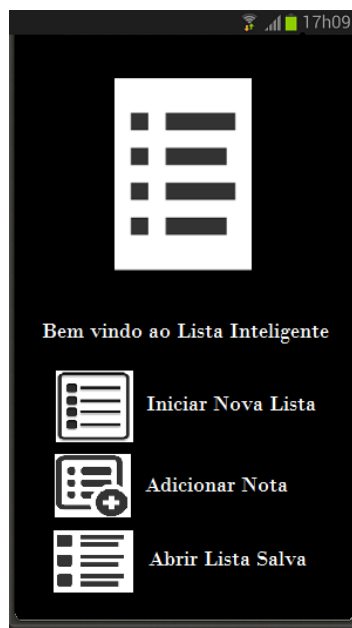 17h09
Bem vindo ao Lista Inteligente
Iniciar Nova Lista
Adicionar Nota
Abrir Lista Salva